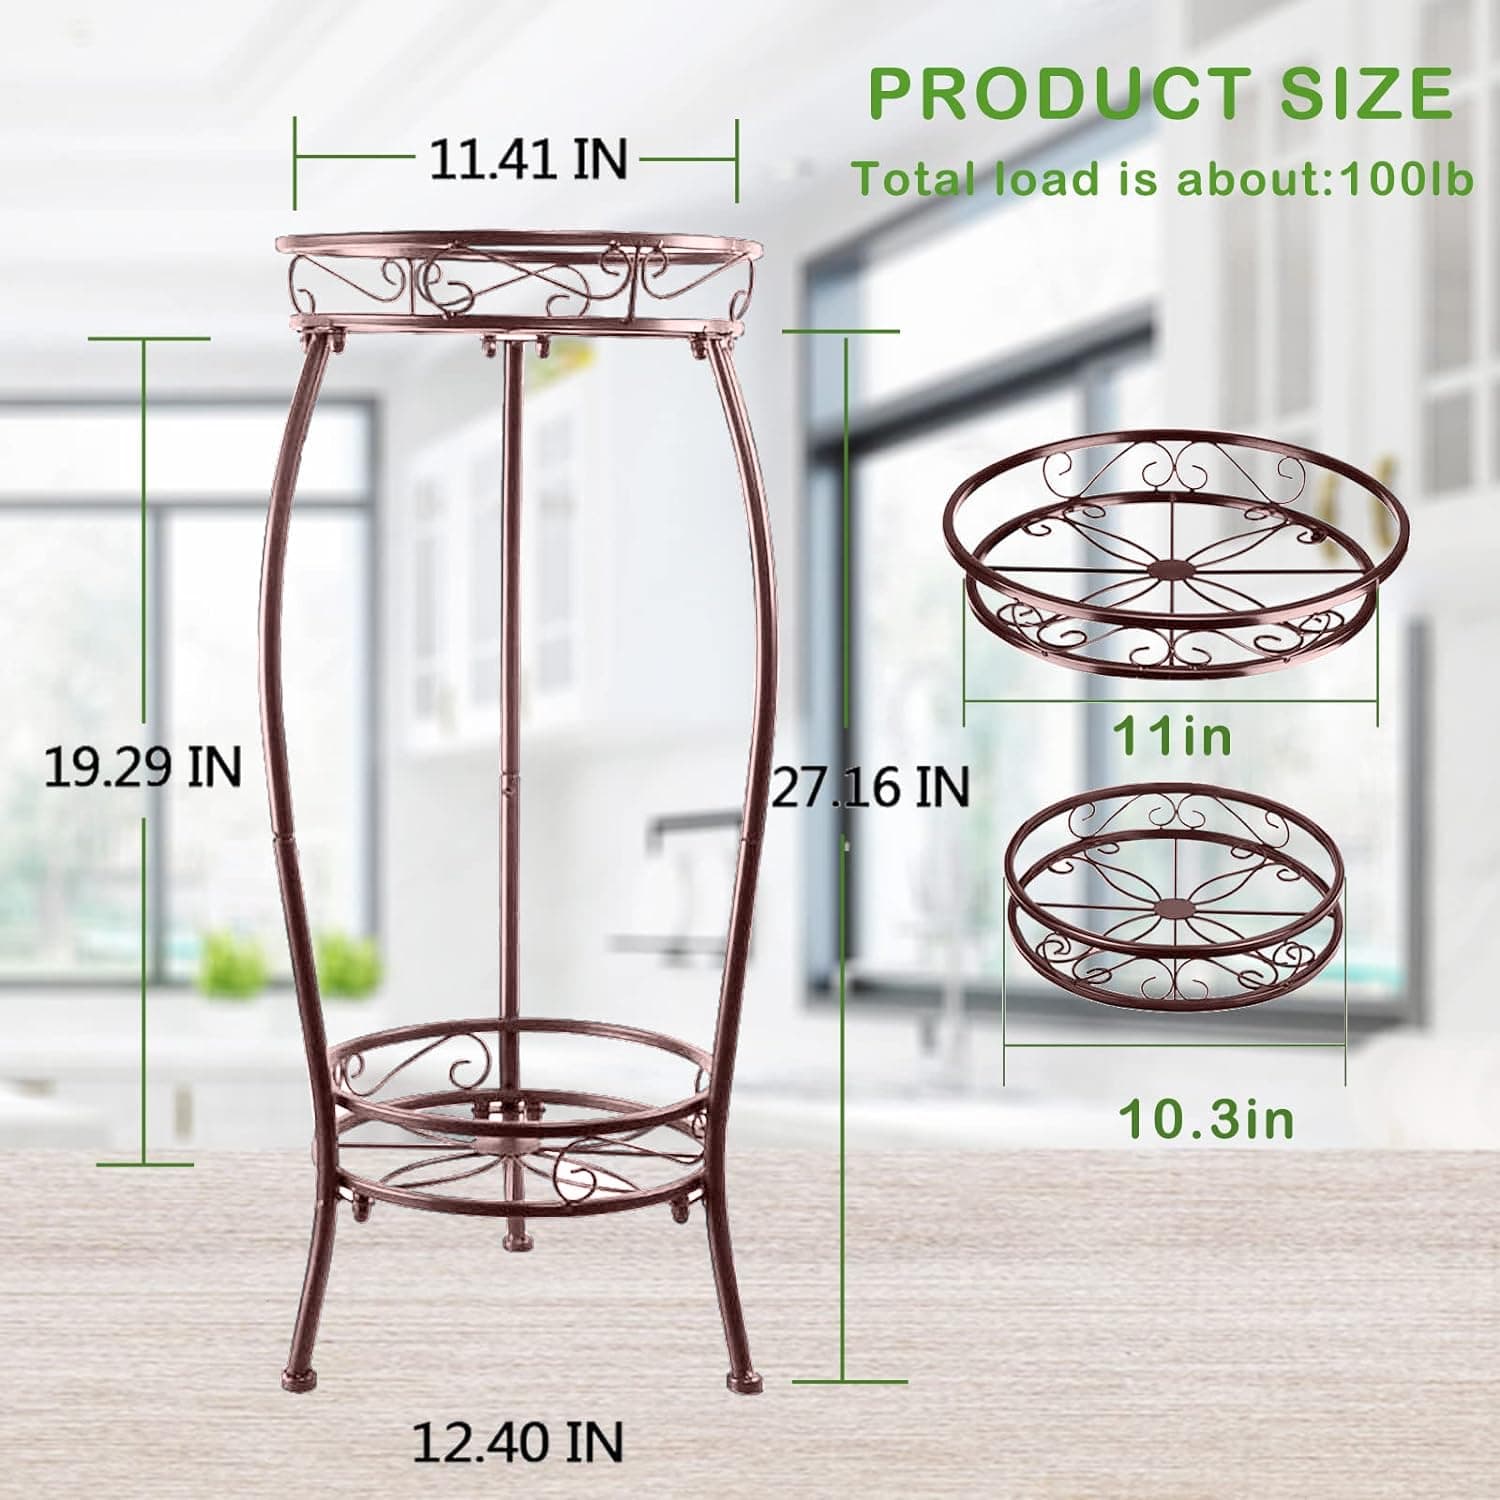 PRODUCT SIZE
Total load is about:100lb
11.41 IN
19.29 IN
27.16 IN
11in
10.3in
12.40 IN